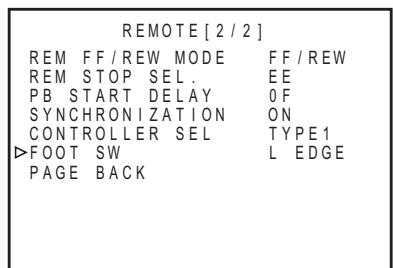 REMOTE[2/2]
REM FF/REW MODE FF/REW
REM STOP SEL. EE
PB START DELAY 0F
SYNCHRONIZATION ON
CONTROLLER SEL TYPE1
▷FOOT SW L EDGE
PAGE BACK